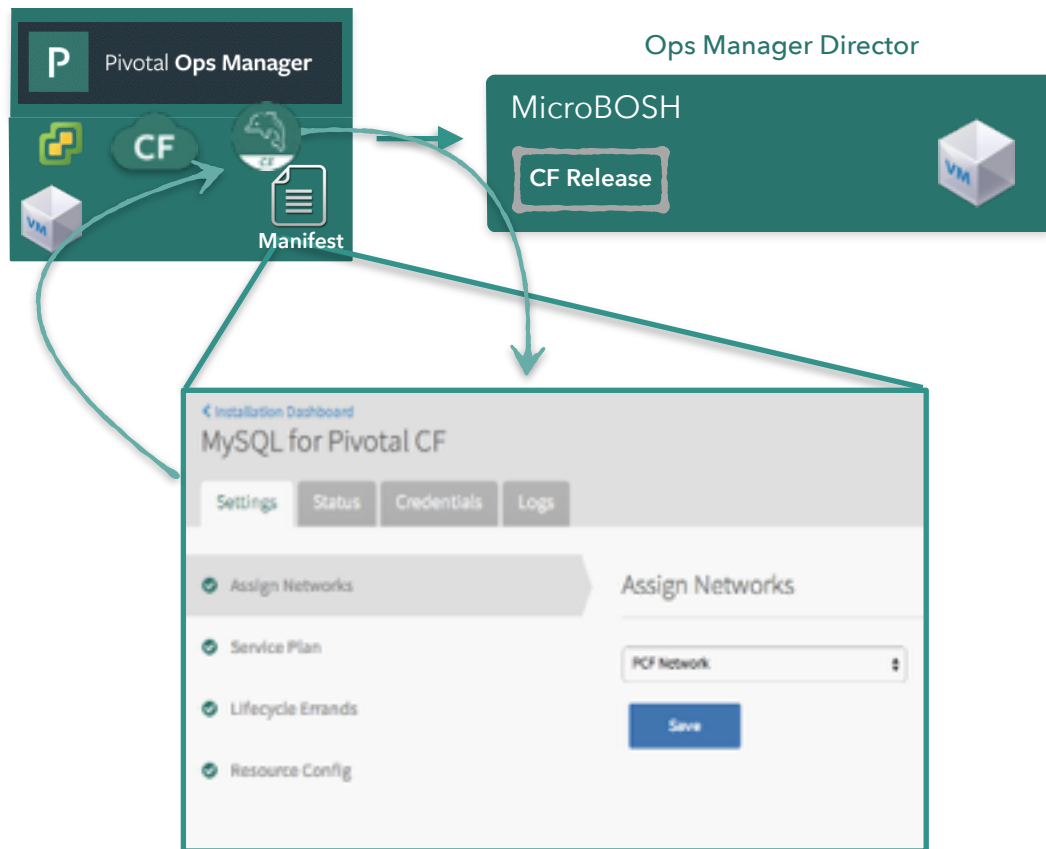 P Pivotal Ops Manager
Ops Manager Director
MicroBOSH
CF Release
VM
CF
CE
VM
Manifest
Installation Dashboard
MySQL for Pivotal CF
Settings Status Credentials Logs
Assign Networks
Service Plan
Lifecycle Errands
Resource Config
Assign Networks
PCF Network
Save